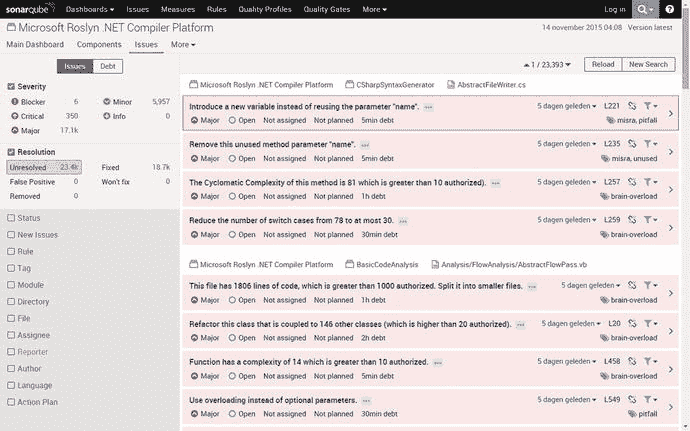 sonarqube Dashboards Issues Measures Rules Quality Profiles Quality Gates More Log in
Microsoft Roslyn .NET Compiler Platform 14 november 2015 04:08 Version latest
Main Dashboard Components Issues More
Issues Debt 1 / 23,393 Reload New Search
Severity
Blocker 6 Minor 5,957
Critical 350 Info 0
Major 17.1k
Resolution
Unresolved 23.4k Fixed 18.7k
False Positive 0 Won't fix 0
Removed 0
Status
New Issues
Rule
Tag
Module
Directory
File
Assignee
Reporter
Author
Language
Action Plan
Microsoft Roslyn .NET Compiler Platform CSharpSyntaxGenerator AbstractFileWriter.cs
Introduce a new variable instead of reusing the parameter "name". 5 dagen geleden L221
Major Open Not assigned Not planned 5min debt misra, pitfall
Remove this unused method parameter "name". 5 dagen geleden L235
Major Open Not assigned Not planned 5min debt misra, unused
The Cyclomatic Complexity of this method is 81 which is greater than 10 authorized). 5 dagen geleden L257
Major Open Not assigned Not planned 1h debt brain-overload
Reduce the number of switch cases from 78 to at most 30. 5 dagen geleden L259
Major Open Not assigned Not planned 30min debt brain-overload
Microsoft Roslyn .NET Compiler Platform BasicCodeAnalysis Analysis/FlowAnalysis/AbstractFlowPass.vb
This file has 1806 lines of code, which is greater than 1000 authorized. Split it into smaller files. 5 dagen geleden
Major Open Not assigned Not planned 1h debt brain-overload
Refactor this class that is coupled to 146 other classes (which is higher than 20 authorized). 5 dagen geleden L20
Major Open Not assigned Not planned 2h debt brain-overload
Function has a complexity of 14 which is greater than 10 authorized. 5 dagen geleden L458
Major Open Not assigned Not planned 5min debt brain-overload
Use overloading instead of optional parameters. 5 dagen geleden L549
Major Open Not assigned Not planned 30min debt pitfall